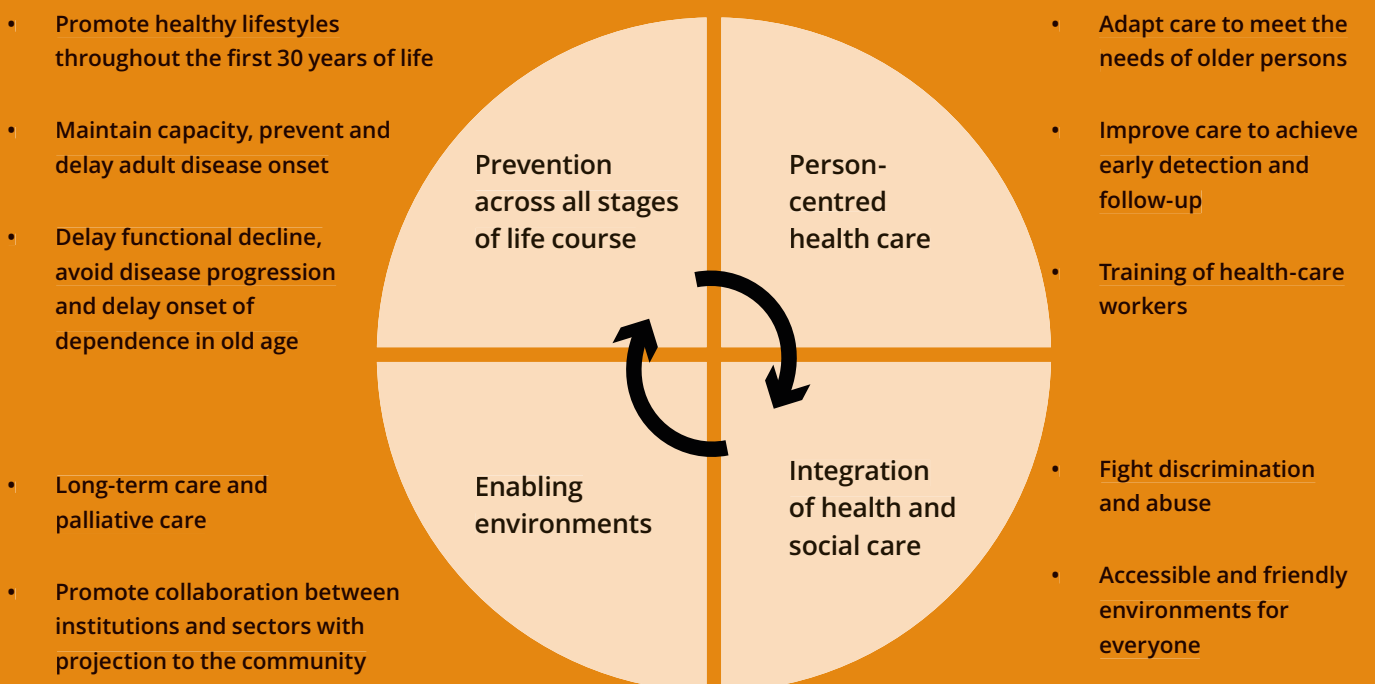 • Promote healthy lifestyles
throughout the first 30 years of life
• Maintain capacity, prevent and
delay adult disease onset
• Delay functional decline,
avoid disease progression
and delay onset of
dependence in old age
Prevention
across all stages
of life course
Person-
centred
health care
• Adapt care to meet the
needs of older persons
• Improve care to achieve
early detection and
follow-up
• Training of health-care
workers
• Long-term care and
palliative care
• Promote collaboration between
institutions and sectors with
projection to the community
Enabling
environments
Integration
of health and
social care
• Fight discrimination
and abuse
• Accessible and friendly
environments for
everyone